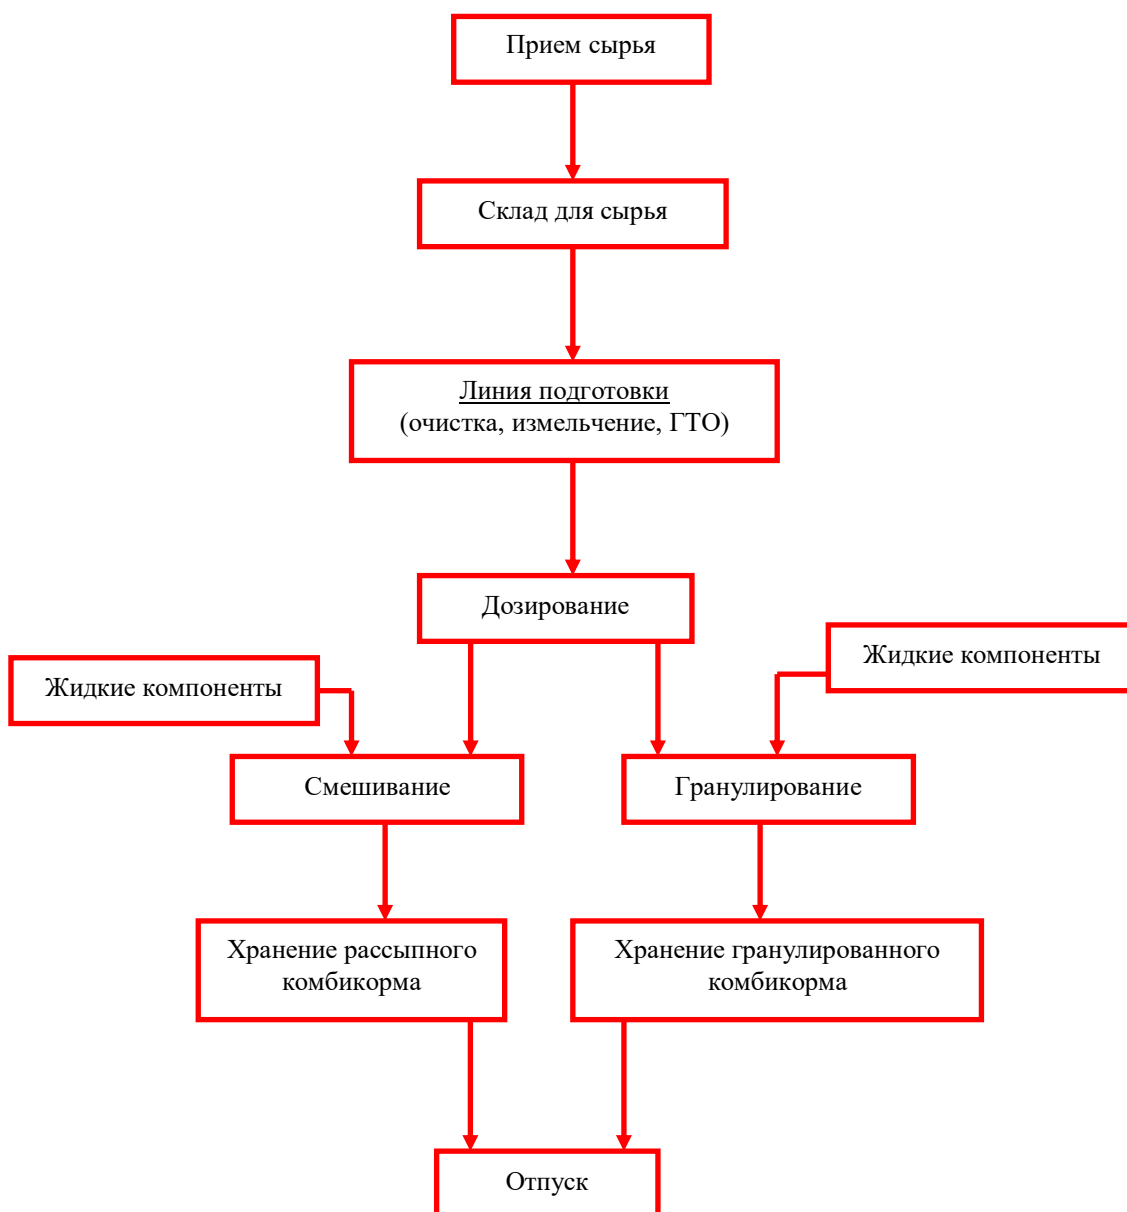 Прием сырья
Склад для сырья
Линия подготовки
(очистка, измельчение, ГТО)
Дозирование
Жидкие компоненты
Жидкие компоненты
Смешивание
Гранулирование
Хранение рассыпного
комбикорма
Хранение гранулированного
комбикорма
Отпуск